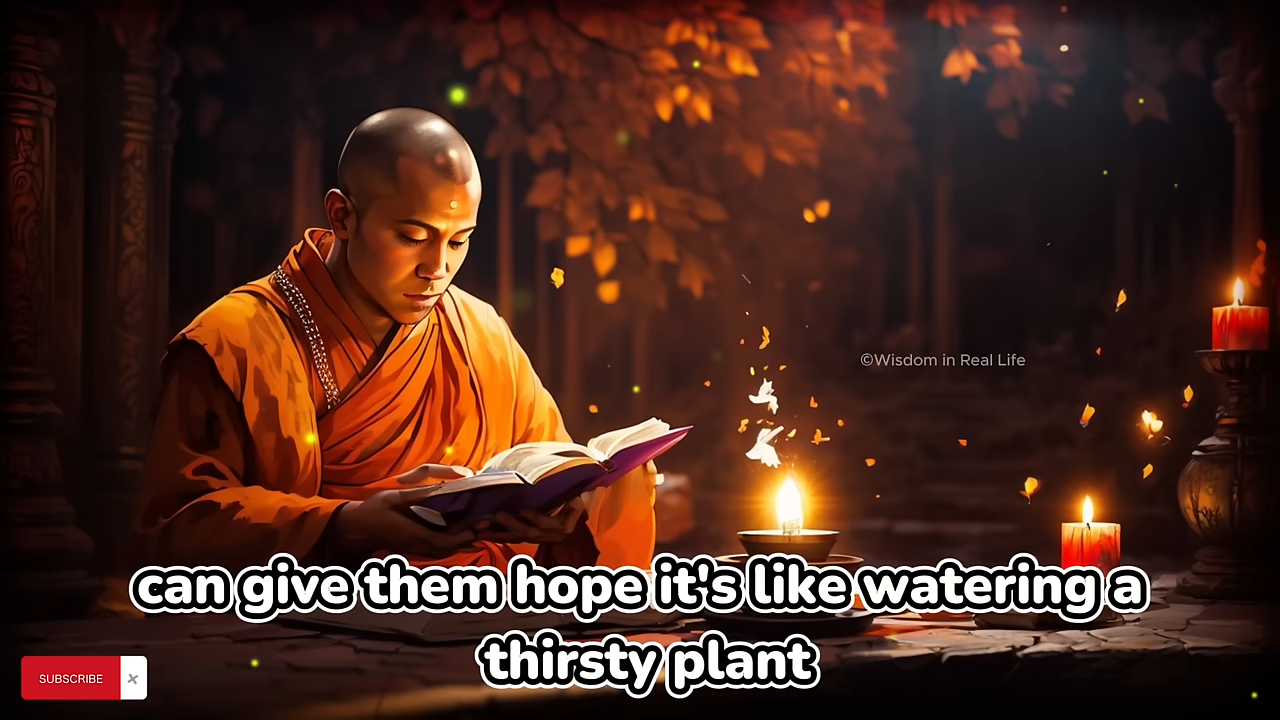 ©Wisdom in Real Life
can give them hope it's like watering a
thirsty plant
SUBSCRIBE